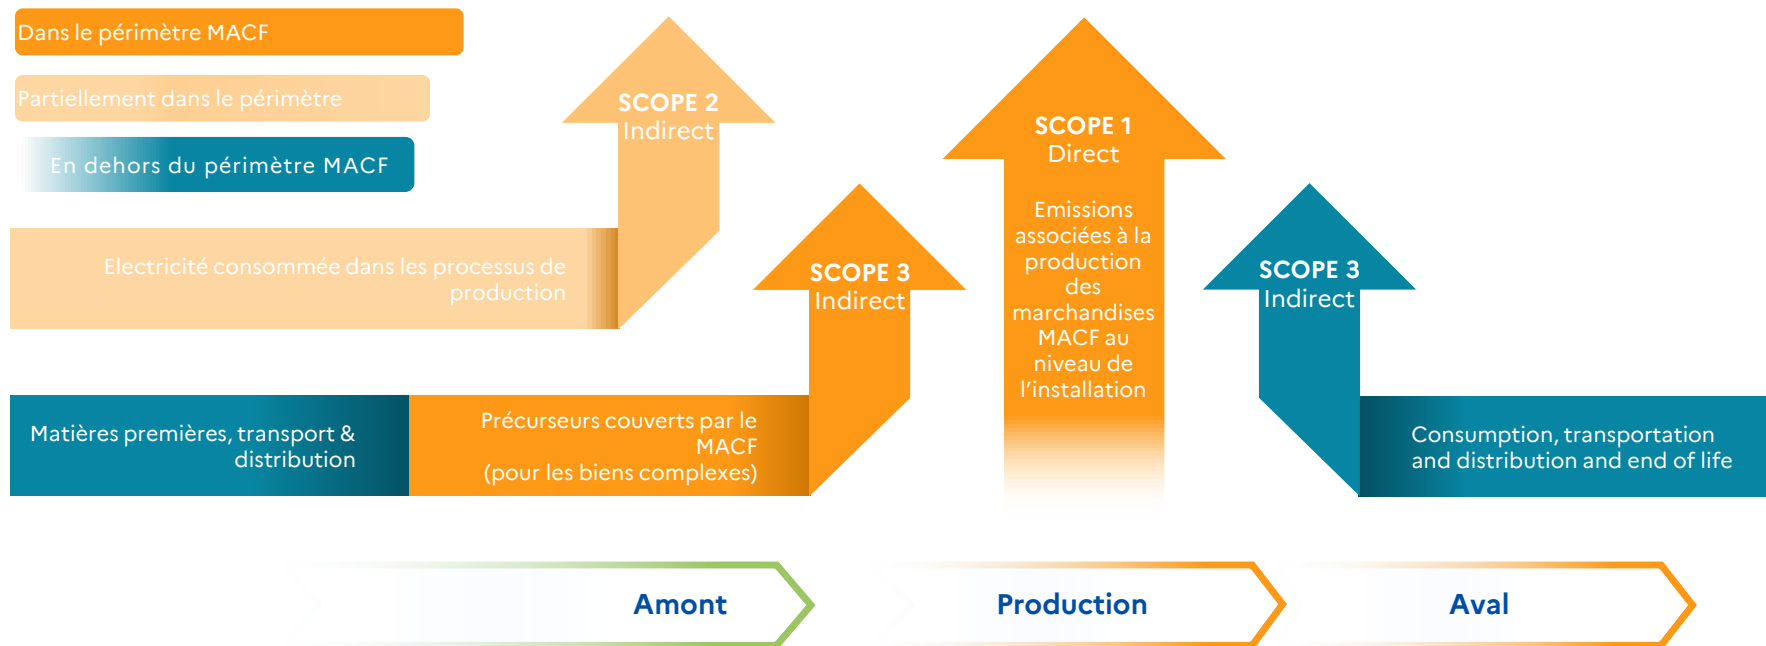 Dans le périmètre MACF
Partiellement dans le périmètre
En dehors du périmètre MACF
SCOPE 2
Indirect
Electricité consommée dans les processus de
production
SCOPE 3
Indirect
Matières premières, transport &
distribution
Précurseurs couverts par le
MACF
(pour les biens complexes)
SCOPE 1
Direct
Emissions
associées à la
production
des
marchandises
MACF au
niveau de
l'installation
SCOPE 3
Indirect
Consumption, transportation
and distribution and end of life
Amont
Production
Aval